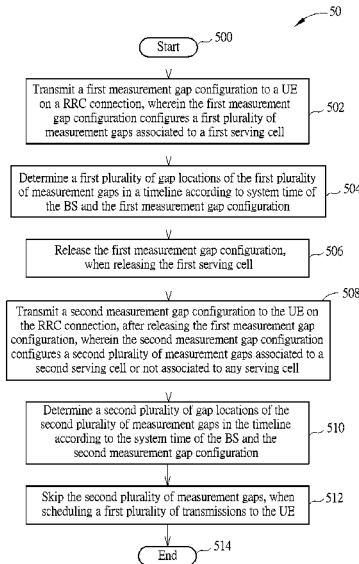 50
Start
500
Transmit a first measurement gap configuration to a UE
on a RRC connection, wherein the first measurement
gap configuration configures a first plurality of
measurement gaps associated to a first serving cell
502
Determine a first plurality of gap locations of the first plurality
of measurement gaps in a timeline according to system time of
the BS and the first measurement gap configuration
504
Release the first measurement gap configuration,
when releasing the first serving cell
506
508
Transmit a second measurement gap configuration to the UE on
the RRC connection, after releasing the first measurement gap
configuration, wherein the second measurement gap configuration
configures a second plurality of measurement gaps associated to a
second serving cell or not associated to any serving cell
Determine a second plurality of gap locations of the
second plurality of measurement gaps in the timeline
according to the system time of the BS and the
second measurement gap configuration
510
Skip the second plurality of measurement gaps, when
scheduling a first plurality of transmissions to the UE
512
End
514